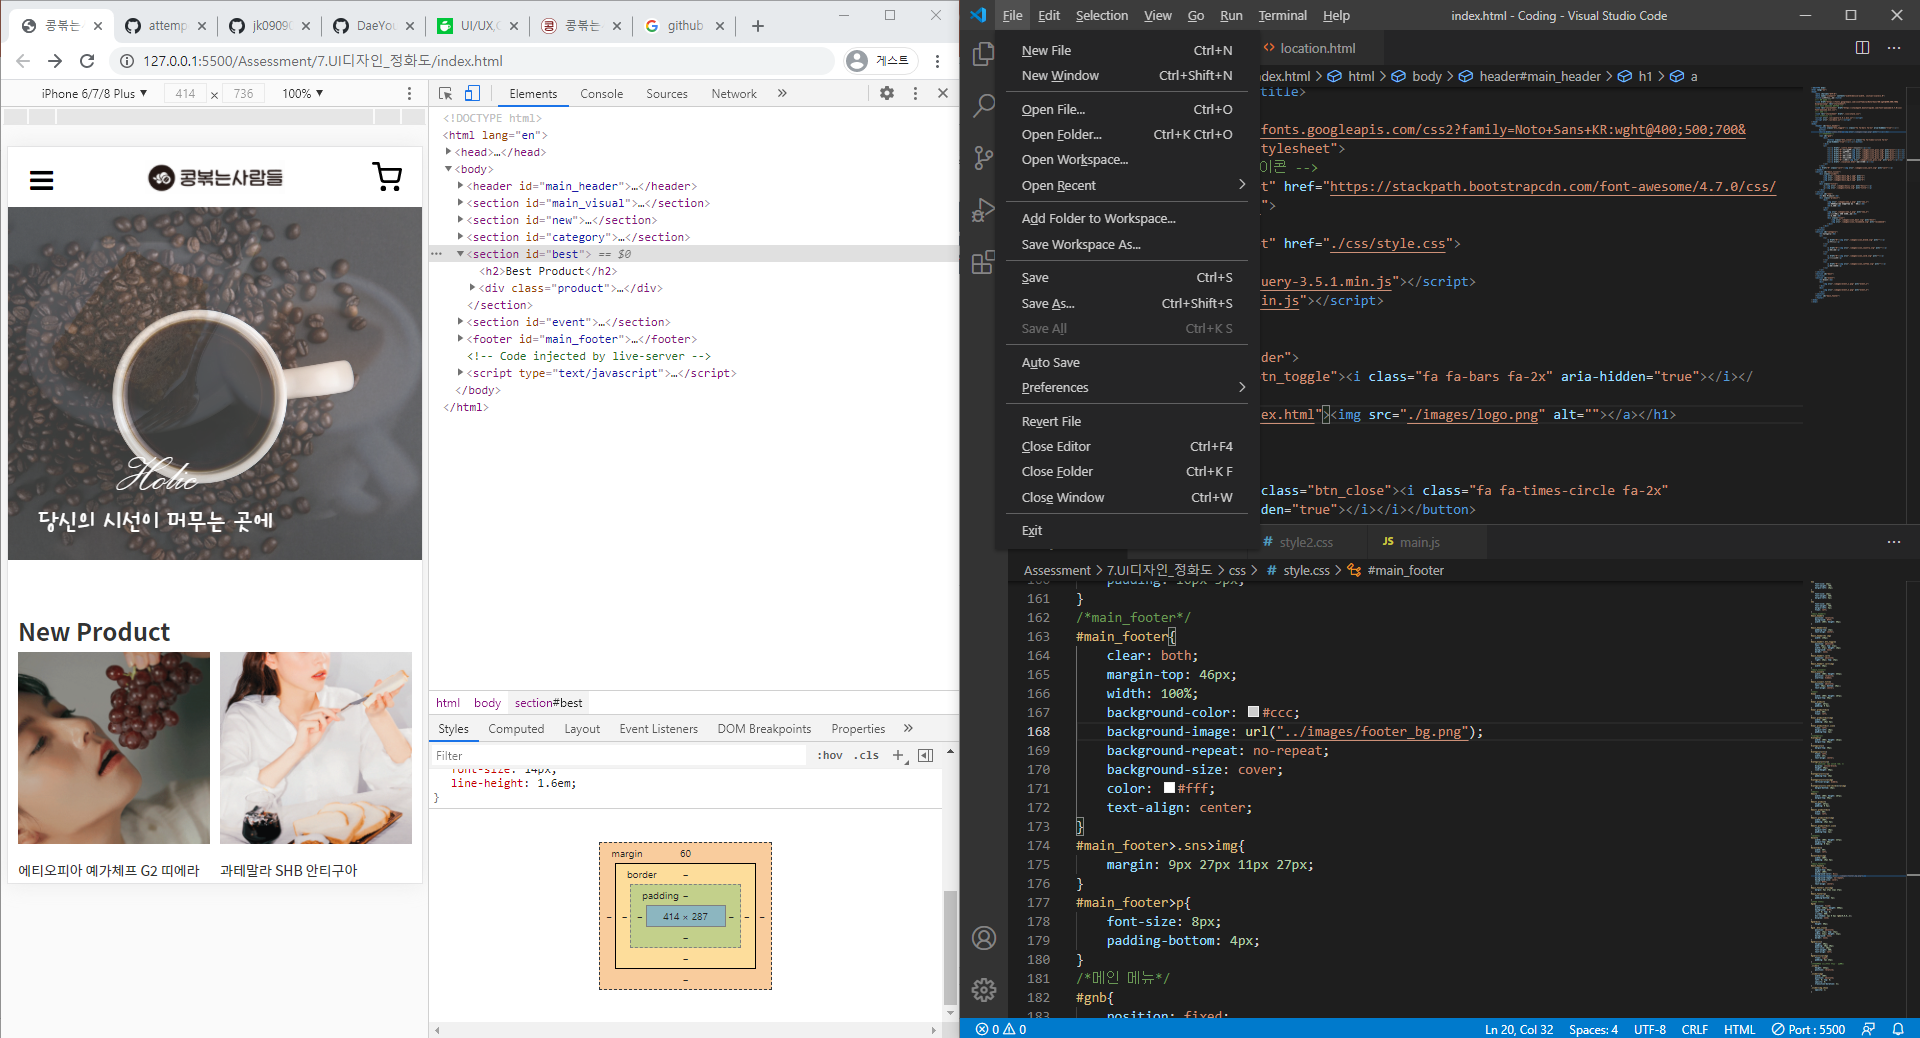 콩볶는 attemp jk0909 DaeYou UI/UX,C 콩볶는 github
127.0.0.1:5500/Assessment/7.UI디자인_정화도/index.html 게스트
iPhone 6/7/8 Plus 414 x 736 100%
Elements Console Sources Network
콩볶는사람들
Holic
당신의 시선이 머무는 곳에
New Product
에티오피아 예가체프 G2 띠에라
과테말라 SHB 안티구아
<!DOCTYPE html>
<html lang="en">
<head>…</head>
<body>
<header id="main_header">…</header>
<section id="main_visual">…</section>
<section id="new">…</section>
<section id="category">…</section>
<section id="best"> == $0
<h2>Best Product</h2>
<div class="product">…</div>
</section>
<section id="event">…</section>
<footer id="main_footer">…</footer>
<!-- Code injected by live-server -->
<script type="text/javascript">…</script>
</body>
</html>
html body section#best
Styles Computed Layout Event Listeners DOM Breakpoints Properties
Filter :hov .cls
font-size: 14px;
line-height: 1.6em;
}
margin 60
border –
padding –
414 × 287
File Edit Selection View Go Run Terminal Help index.html - Coding - Visual Studio Code
New File Ctrl+N
New Window Ctrl+Shift+N
Open File... Ctrl+O
Open Folder... Ctrl+K Ctrl+O
Open Workspace...
Open Recent
Add Folder to Workspace...
Save Workspace As...
Save Ctrl+S
Save As... Ctrl+Shift+S
Save All Ctrl+K S
Auto Save
Preferences
Revert File
Close Editor Ctrl+F4
Close Folder Ctrl+K F
Close Window Ctrl+W
Exit
location.html
dex.html > html > body > header#main_header > h1 > a
title>
fonts.googleapis.com/css2?family=Noto+Sans+KR:wght@400;500;700&
tylesheet">
이콘 -->
t" href="https://stackpath.bootstrapcdn.com/font-awesome/4.7.0/css/
">
t" href="./css/style.css">
uery-3.5.1.min.js"></script>
in.js"></script>
der">
tn_toggle"><i class="fa fa-bars fa-2x" aria-hidden="true"></i></
ex.html"><img src="./images/logo.png" alt=""></a></h1>
class="btn_close"><i class="fa fa-times-circle fa-2x"
den="true"></i></i></button>
# style2.css JS main.js
Assessment > 7.UI디자인_정화도 > css > # style.css > #main_footer
160 padding: 10px 5px;
161 }
162 /*main_footer*/
163 #main_footer{
164 clear: both;
165 margin-top: 46px;
166 width: 100%;
167 background-color: #ccc;
168 background-image: url("../images/footer_bg.png");
169 background-repeat: no-repeat;
170 background-size: cover;
171 color: #fff;
172 text-align: center;
173 }
174 #main_footer>.sns>img{
175 margin: 9px 27px 11px 27px;
176 }
177 #main_footer>p{
178 font-size: 8px;
179 padding-bottom: 4px;
180 }
181 /*메인 메뉴*/
182 #gnb{
183 position: fixed;
0 0 Ln 20, Col 32 Spaces: 4 UTF-8 CRLF HTML Port : 5500